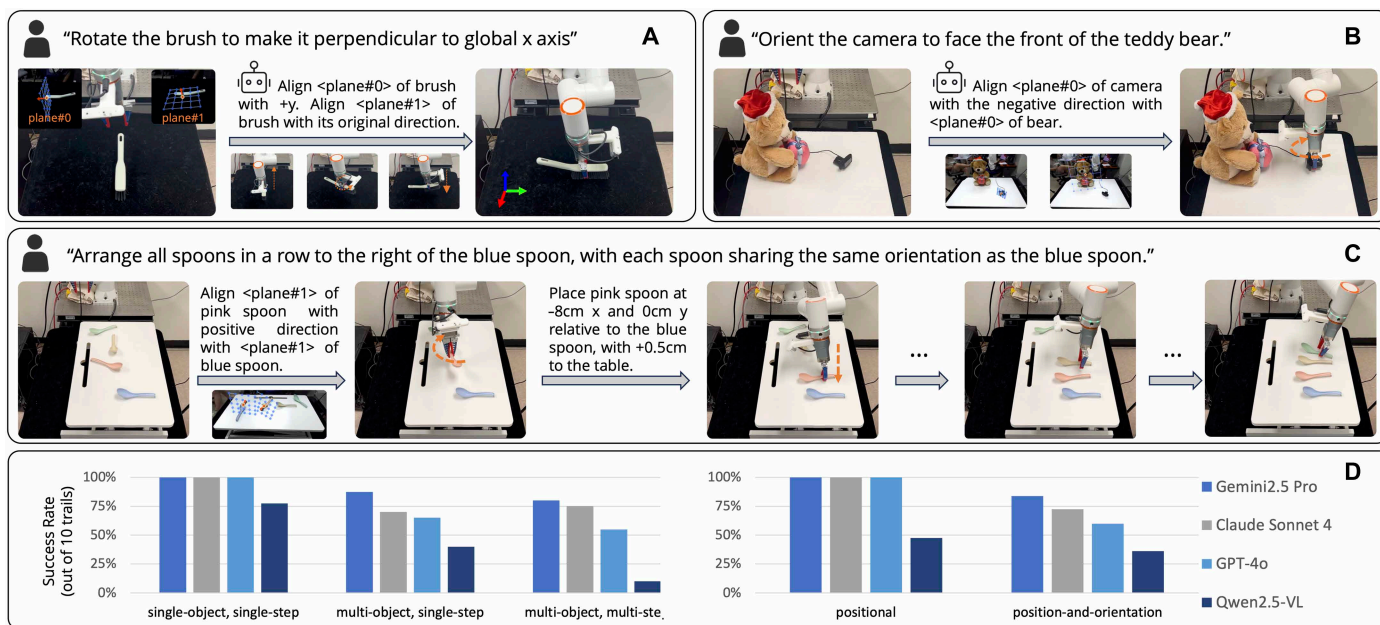 "Rotate the brush to make it perpendicular to global x axis"
A
plane#0
plane#1
Align <plane#0> of brush
with +y. Align <plane#1> of
brush with its original direction.
"Orient the camera to face the front of the teddy bear."
B
Align <plane#0> of camera
with the negative direction with
<plane#0> of bear.
"Arrange all spoons in a row to the right of the blue spoon, with each spoon sharing the same orientation as the blue spoon."
C
Align <plane#1> of
pink spoon with
positive direction
with <plane#1> of
blue spoon.
Place pink spoon at
–8cm x and 0cm y
relative to the blue
spoon, with +0.5cm
to the table.
...
...
D
Success Rate
(out of 10 trails)
100%
75%
50%
25%
0%
single-object, single-step
multi-object, single-step
multi-object, multi-ste
100%
75%
50%
25%
0%
positional
position-and-orientation
Gemini2.5 Pro
Claude Sonnet 4
GPT-4o
Qwen2.5-VL